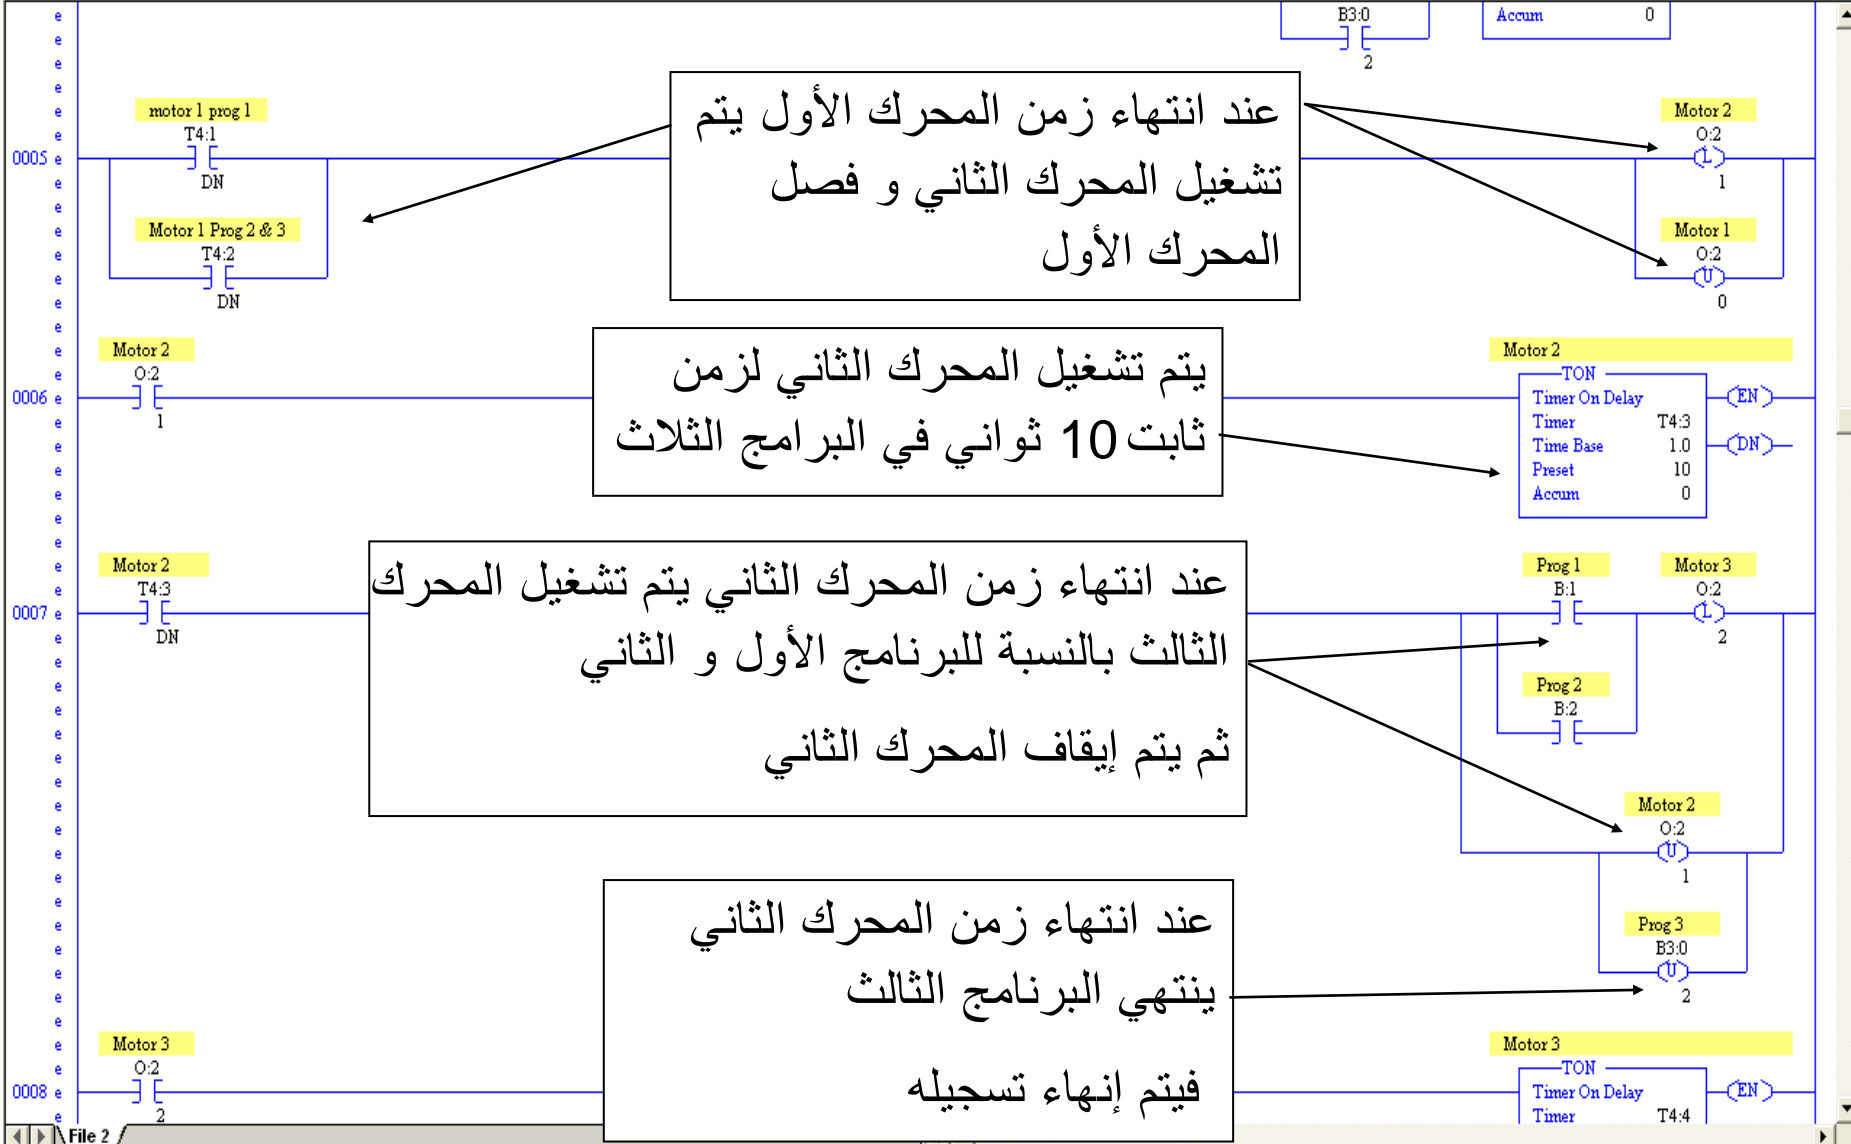 B3:0
2
Accum 0
motor 1 prog 1
T4:1
DN
Motor 1 Prog 2 & 3
T4:2
DN
0005
عند انتهاء زمن المحرك الأول يتم
تشغيل المحرك الثاني و فصل
المحرك الأول
Motor 2
O:2
L
1
Motor 1
O:2
U
0
Motor 2
O:2
1
0006
يتم تشغيل المحرك الثاني لزمن
ثابت 10 ثواني في البرامج الثلاث
Motor 2
TON
Timer On Delay
Timer T4:3
Time Base 1.0
Preset 10
Accum 0
EN
DN
Motor 2
T4:3
DN
0007
عند انتهاء زمن المحرك الثاني يتم تشغيل المحرك
الثالث بالنسبة للبرنامج الأول و الثاني
ثم يتم إيقاف المحرك الثاني
Prog 1
B:1
Prog 2
B:2
Motor 3
O:2
L
2
Motor 2
O:2
U
1
Prog 3
B3:0
U
2
عند انتهاء زمن المحرك الثاني
ينتهي البرنامج الثالث
فيتم إنهاء تسجيله
Motor 3
O:2
2
0008
Motor 3
TON
Timer On Delay
Timer T4:4
EN
File 2